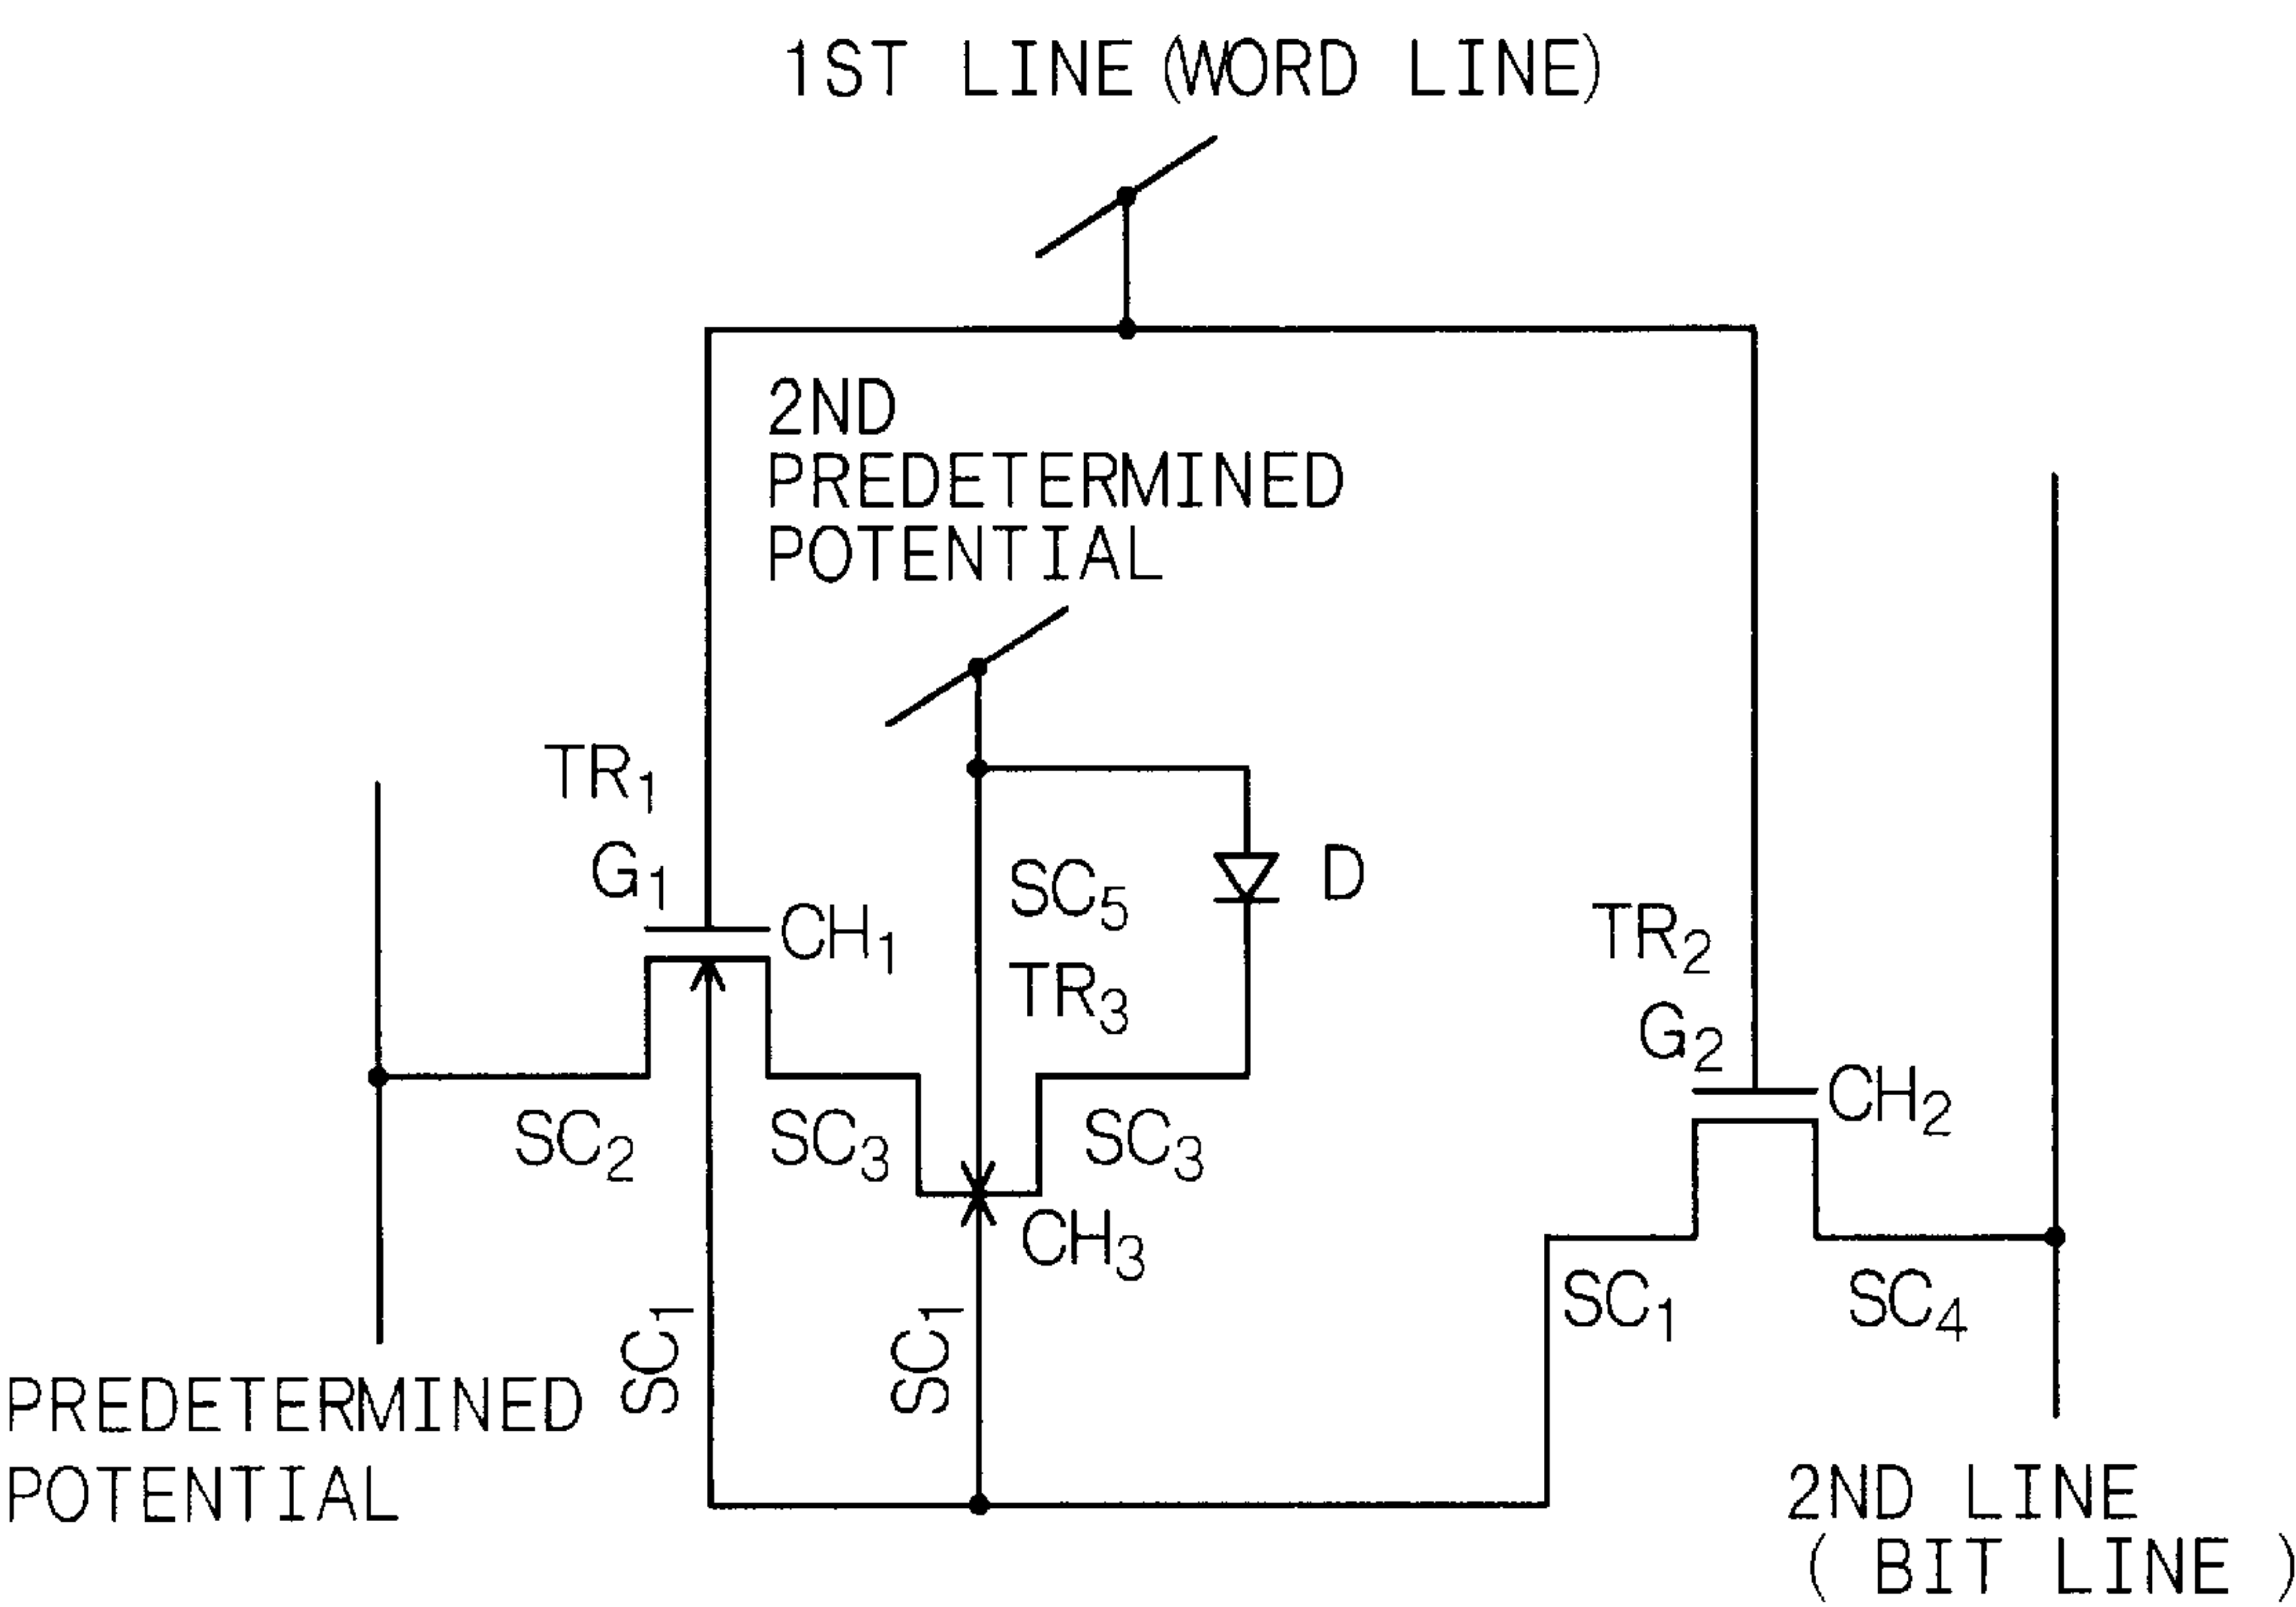 1ST LINE (WORD LINE)
2ND
PREDETERMINED
POTENTIAL
TR1
G1
CH1
SC5
D
TR3
TR2
G2
CH2
SC2
SC3
SC3
CH3
SC1
SC1
SC1
SC4
PREDETERMINED
POTENTIAL
2ND LINE
( BIT LINE )